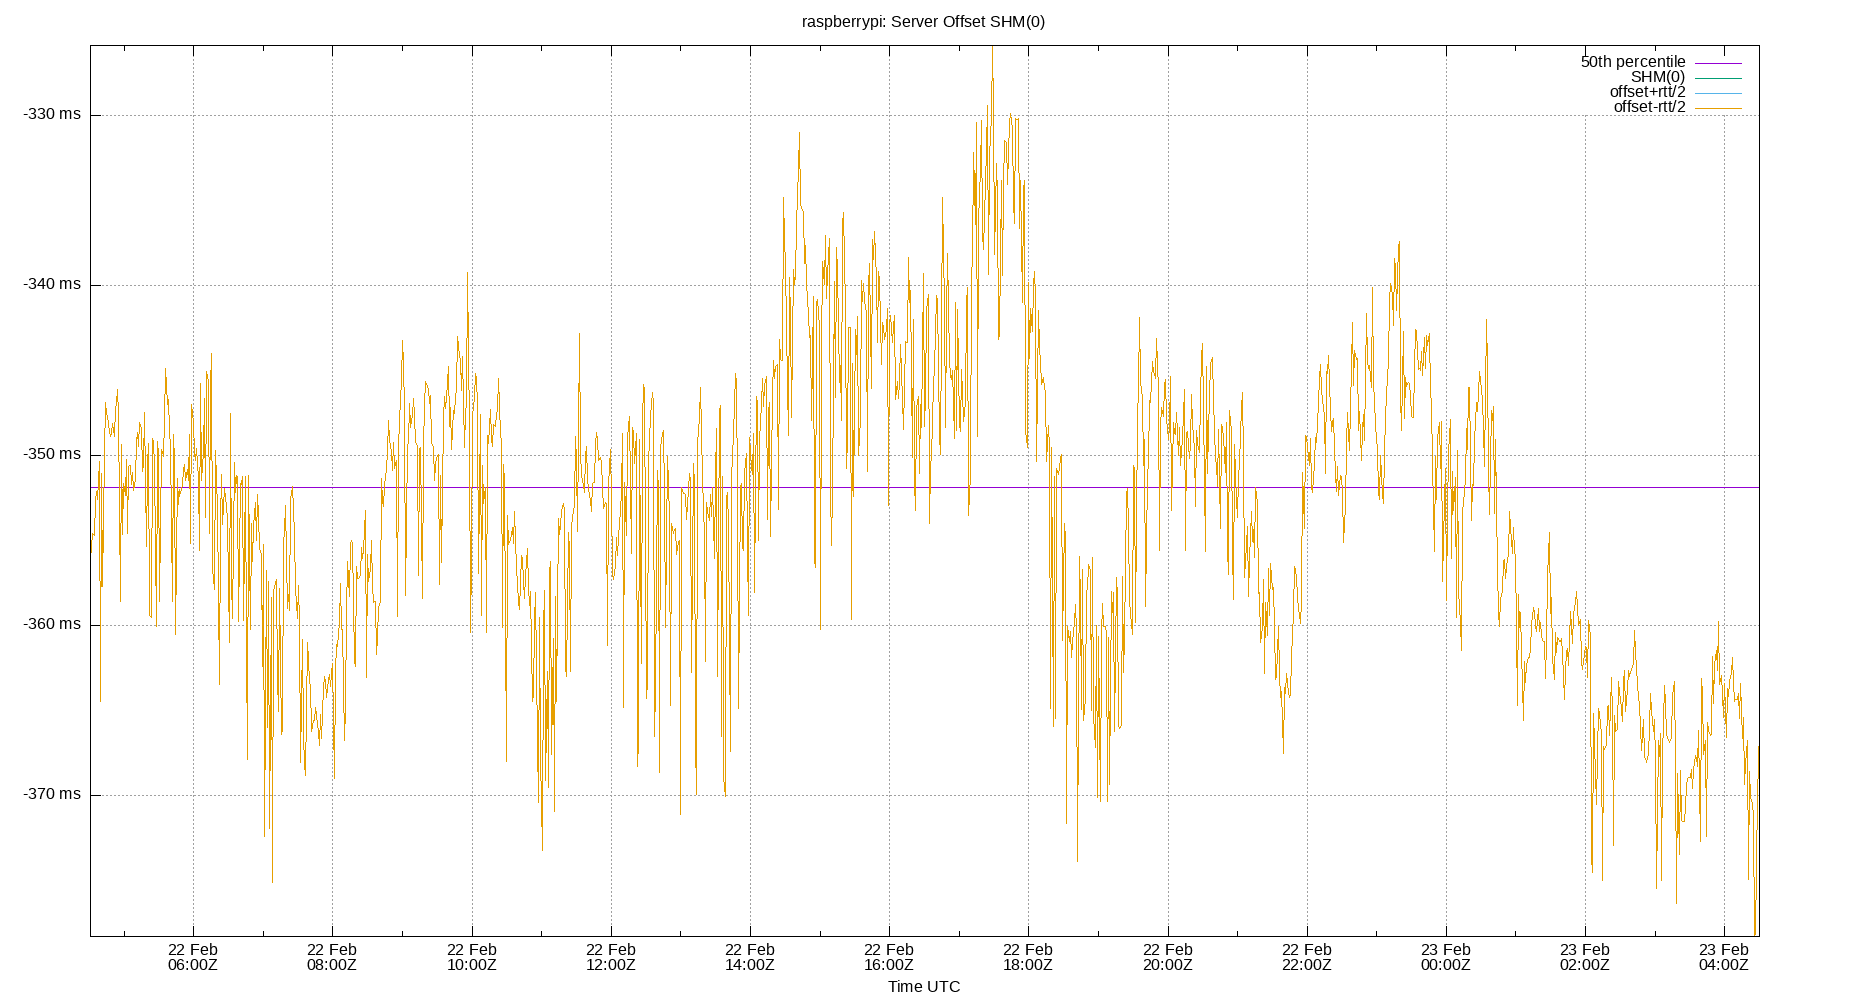 raspberrypi: Server Offset SHM(0)
50th percentile
SHM(0)
offset+rtt/2
offset-rtt/2
-330 ms
-340 ms
-350 ms
-360 ms
-370 ms
22 Feb 22 Feb 22 Feb 22 Feb 22 Feb 22 Feb 22 Feb 22 Feb 22 Feb 23 Feb 23 Feb 23 Feb
06:00Z 08:00Z 10:00Z 12:00Z 14:00Z 16:00Z 18:00Z 20:00Z 22:00Z 00:00Z 02:00Z 04:00Z
Time UTC